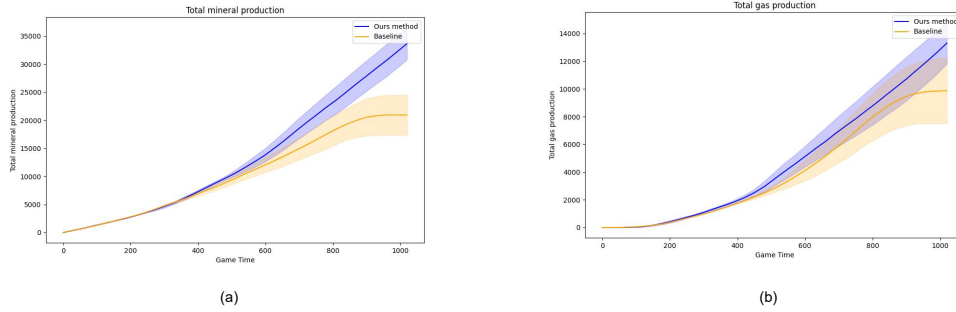 Total mineral production
Ours method
Baseline
35000
30000
25000
20000
15000
10000
5000
0
Total mineral production
0 200 400 600 800 1000
Game Time
(a)
Total gas production
Ours method
Baseline
14000
12000
10000
8000
6000
4000
2000
0
Total gas production
0 200 400 600 800 1000
Game Time
(b)